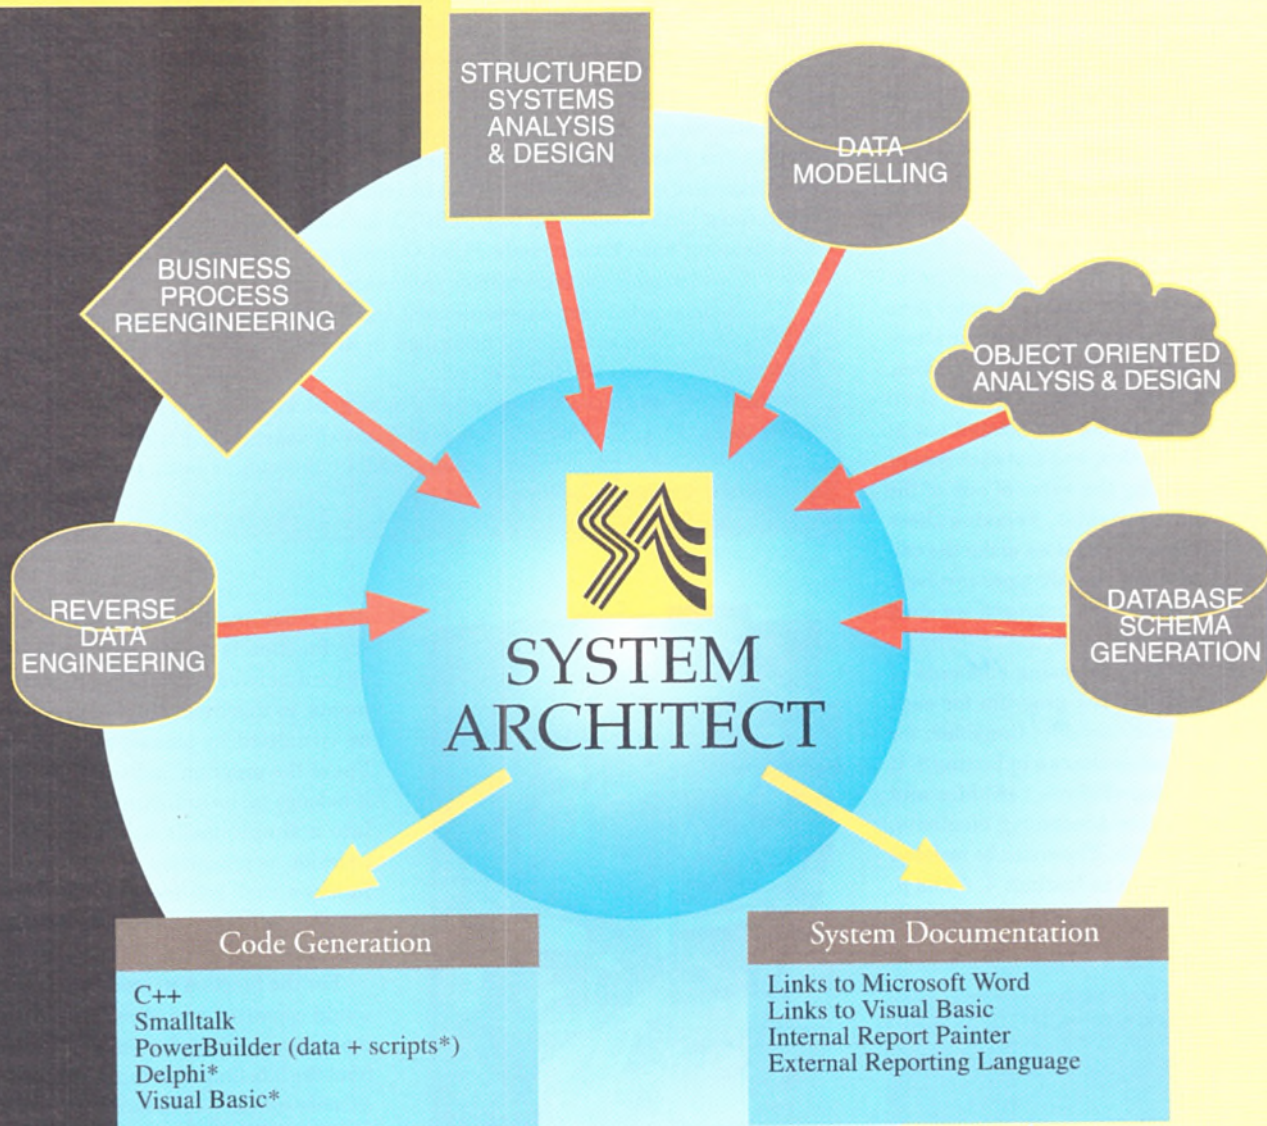 STRUCTURED
SYSTEMS
ANALYSIS
& DESIGN
DATA
MODELLING
BUSINESS
PROCESS
REENGINEERING
OBJECT ORIENTED
ANALYSIS & DESIGN
REVERSE
DATA
ENGINEERING
DATABASE
SCHEMA
GENERATION
SA
SYSTEM
ARCHITECT
Code Generation
C++
Smalltalk
PowerBuilder (data + scripts*)
Delphi*
Visual Basic*
System Documentation
Links to Microsoft Word
Links to Visual Basic
Internal Report Painter
External Reporting Language